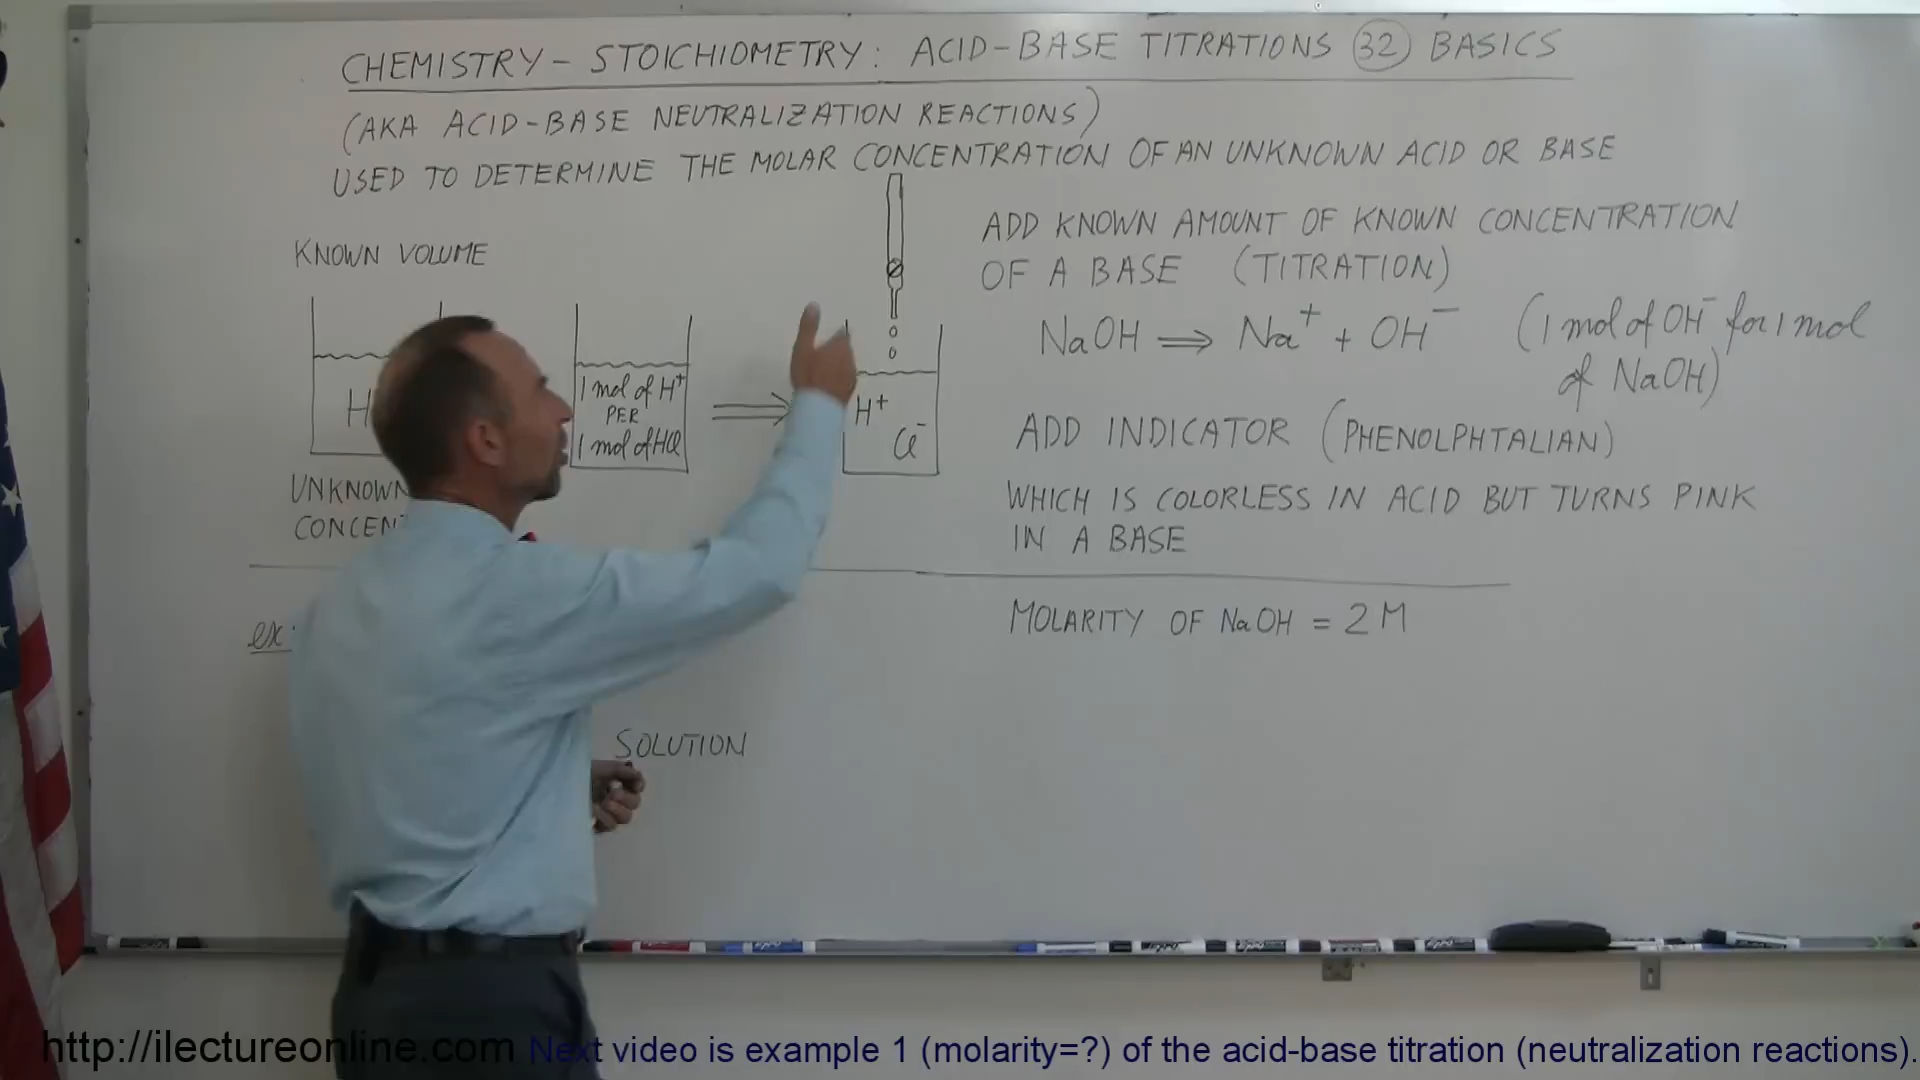 CHEMISTRY - STOICHIOMETRY: ACID-BASE TITRATIONS 32 BASICS
(AKA ACID-BASE NEUTRALIZATION REACTIONS)
USED TO DETERMINE THE MOLAR CONCENTRATION OF AN UNKNOWN ACID OR BASE
KNOWN VOLUME
H
UNKNOWN
1 mol of H⁺
PER
1 mol of HCl
H⁺
Cl⁻
ADD KNOWN AMOUNT OF KNOWN CONCENTRATION
OF A BASE (TITRATION)
NaOH ⇒ Na⁺ + OH⁻ (1 mol of OH⁻ for 1 mol
of NaOH)
ADD INDICATOR (PHENOLPHTALIAN)
WHICH IS COLORLESS IN ACID BUT TURNS PINK
IN A BASE
ex:
SOLUTION
MOLARITY OF NaOH = 2 M
http://ilectureonline.com Next video is example 1 (molarity=?) of the acid-base titration (neutralization reactions).